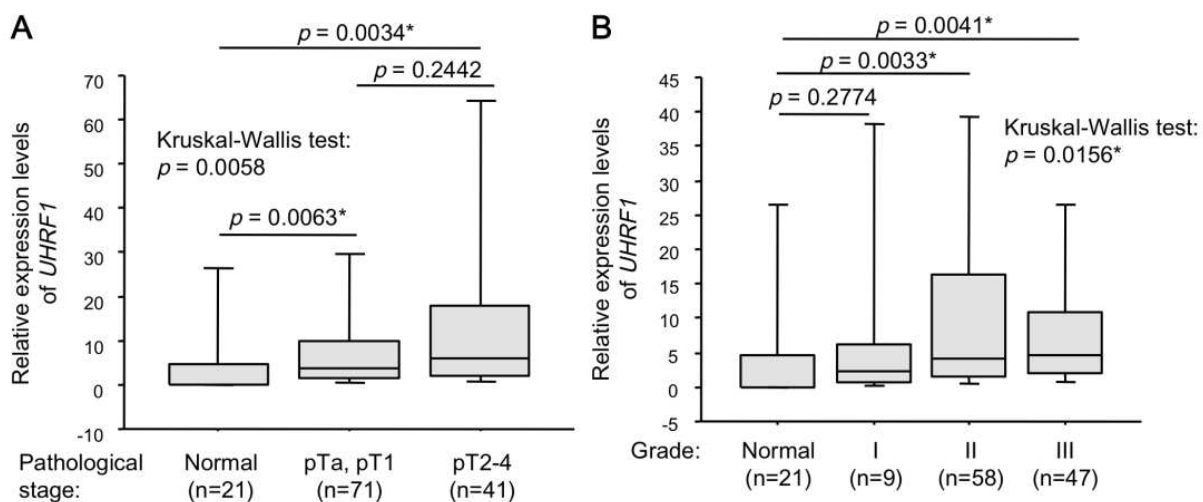 A
p = 0.0034*
p = 0.2442
Kruskal-Wallis test:
p = 0.0058
p = 0.0063*
Relative expression levels
of UHRF1
70
60
50
40
30
20
10
0
-10
Pathological
stage:
Normal
(n=21)
pTa, pT1
(n=71)
pT2-4
(n=41)
B
p = 0.0041*
p = 0.0033*
p = 0.2774
Kruskal-Wallis test:
p = 0.0156*
Relative expression levels
of UHRF1
45
40
35
30
25
20
15
10
5
0
-5
Grade:
Normal
(n=21)
I
(n=9)
II
(n=58)
III
(n=47)